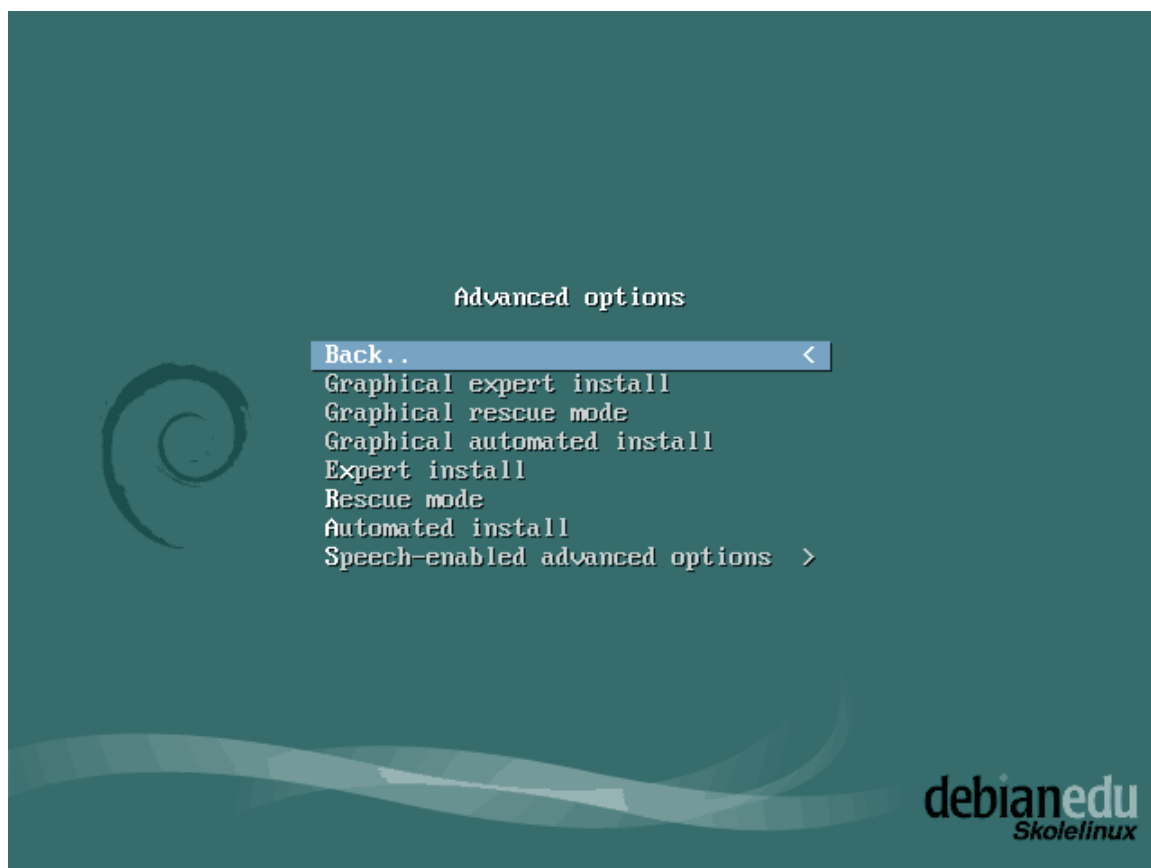 Advanced options
Back.. <
Graphical expert install
Graphical rescue mode
Graphical automated install
Expert install
Rescue mode
Automated install
Speech-enabled advanced options >
debianedu
Skolelinux